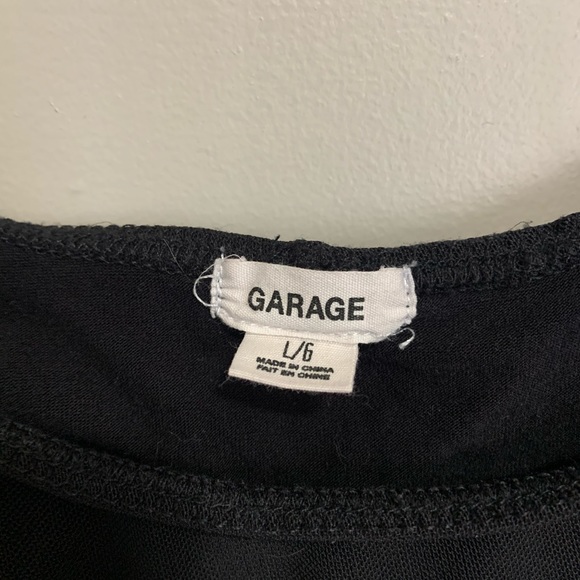 GARAGE
L/G
MADE IN CHINA
FAIT EN CHINE